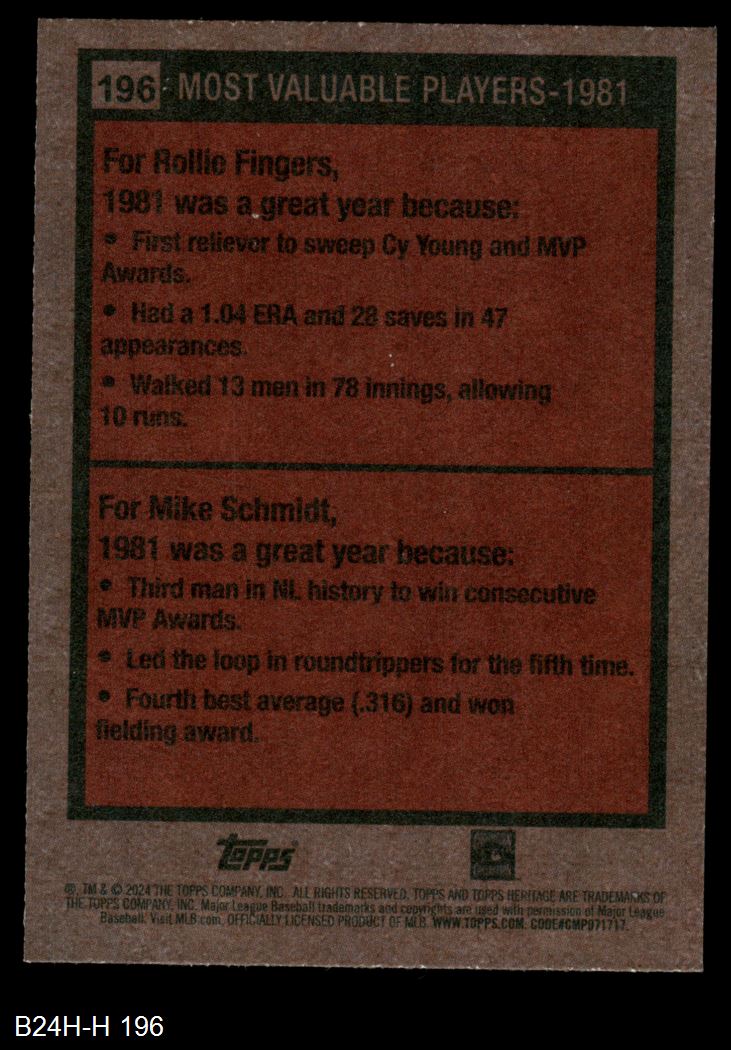 196 MOST VALUABLE PLAYERS-1981
For Rollie Fingers,
1981 was a great year because:
• First reliever to sweep Cy Young and MVP
Awards.
• Had a 1.04 ERA and 28 saves in 47
appearances.
• Walked 13 men in 78 innings, allowing
10 runs.
For Mike Schmidt,
1981 was a great year because:
• Third man in NL history to win consecutive
MVP Awards.
• Led the loop in roundtrippers for the fifth time.
• Fourth best average (.316) and won
fielding award.
topps
®, TM & © 2024 THE TOPPS COMPANY, INC. ALL RIGHTS RESERVED. TOPPS AND TOPPS HERITAGE ARE TRADEMARKS OF
THE TOPPS COMPANY, INC. Major League Baseball trademarks and copyrights are used with permission of Major League
Baseball. Visit MLB.com. OFFICIALLY LICENSED PRODUCT OF MLB. WWW.TOPPS.COM. CODE#CMP071717.
B24H-H 196